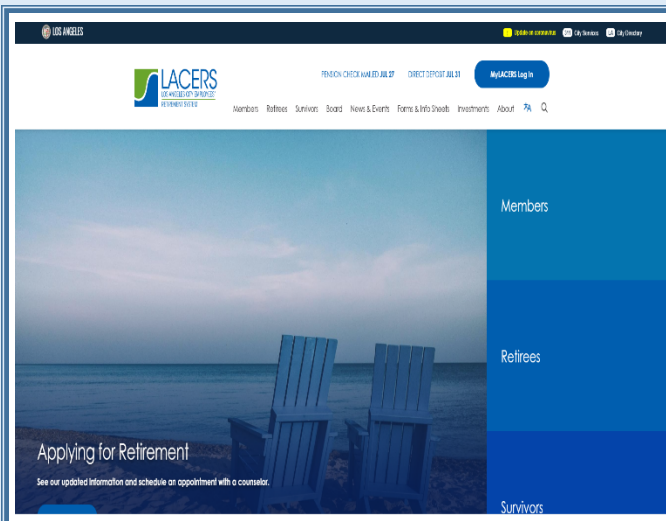 LOS ANGELES
Update on coronavirus
311 City Services
LA City Directory
LACERS
LOS ANGELES CITY EMPLOYEES'
RETIREMENT SYSTEM
PENSION CHECK MAILED JUL 27 DIRECT DEPOSIT JUL 31 MyLACERS Log In
Members Retirees Survivors Board News & Events Forms & Info Sheets Investments About
Members
Retirees
Applying for Retirement
See our updated information and schedule an appointment with a counselor.
Survivors